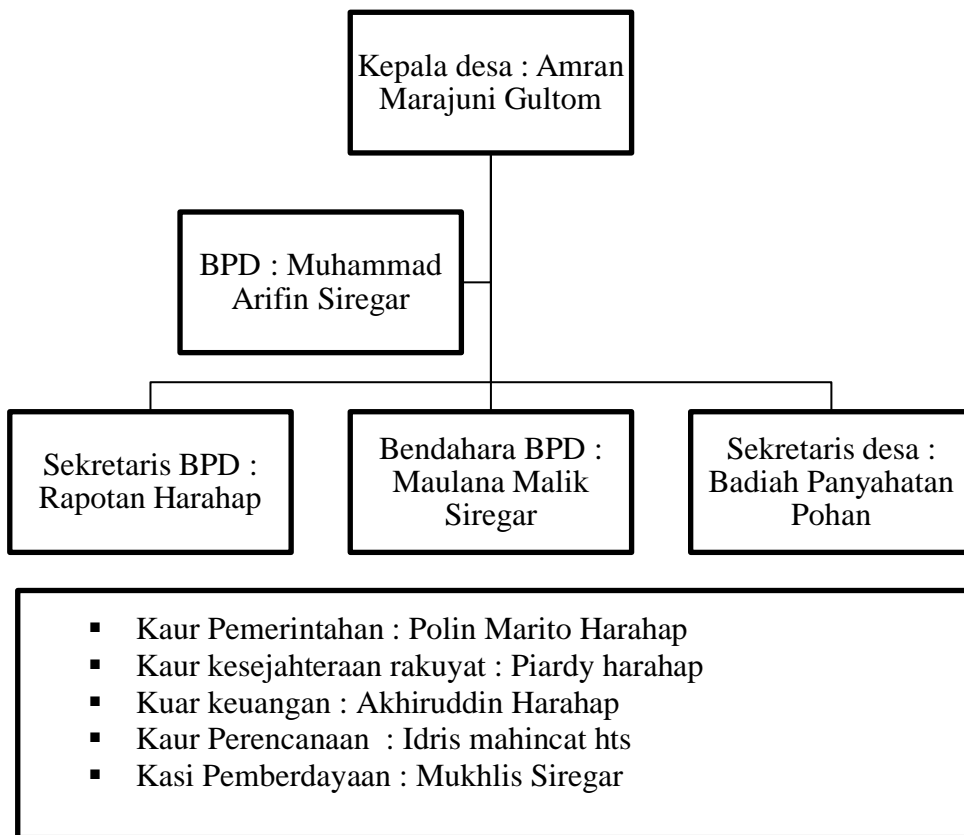 Kepala desa : Amran
Marajuni Gultom
BPD : Muhammad
Arifin Siregar
Sekretaris BPD :
Rapotan Harahap
Bendahara BPD :
Maulana Malik
Siregar
Sekretaris desa :
Badiah Panyahatan
Pohan
▪ Kaur Pemerintahan : Polin Marito Harahap
▪ Kaur kesejahteraan rakuyat : Piardy harahap
▪ Kuar keuangan : Akhiruddin Harahap
▪ Kaur Perencanaan  : Idris mahincat hts
▪ Kasi Pemberdayaan : Mukhlis Siregar